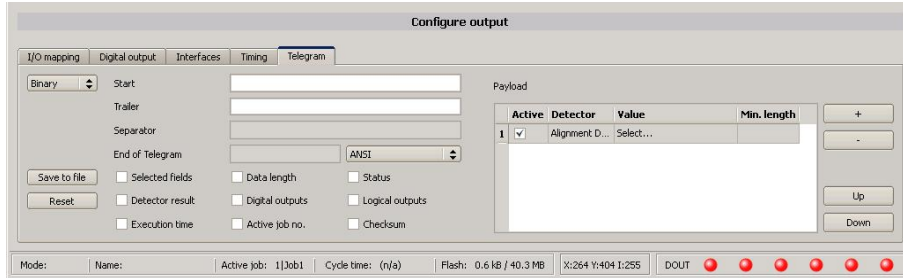 Configure output
I/O mapping Digital output Interfaces Timing Telegram
Binary Start
Trailer
Separator
End of Telegram ANSI
Save to file Selected fields Data length Status
Reset Detector result Digital outputs Logical outputs
Execution time Active job no. Checksum
Payload
Active Detector Value Min. length
1 Alignment D... Select...
+
-
Up
Down
Mode: Name: Active job: 1|Job1 Cycle time: (n/a) Flash: 0.6 kB / 40.3 MB X:264 Y:404 I:255 DOUT